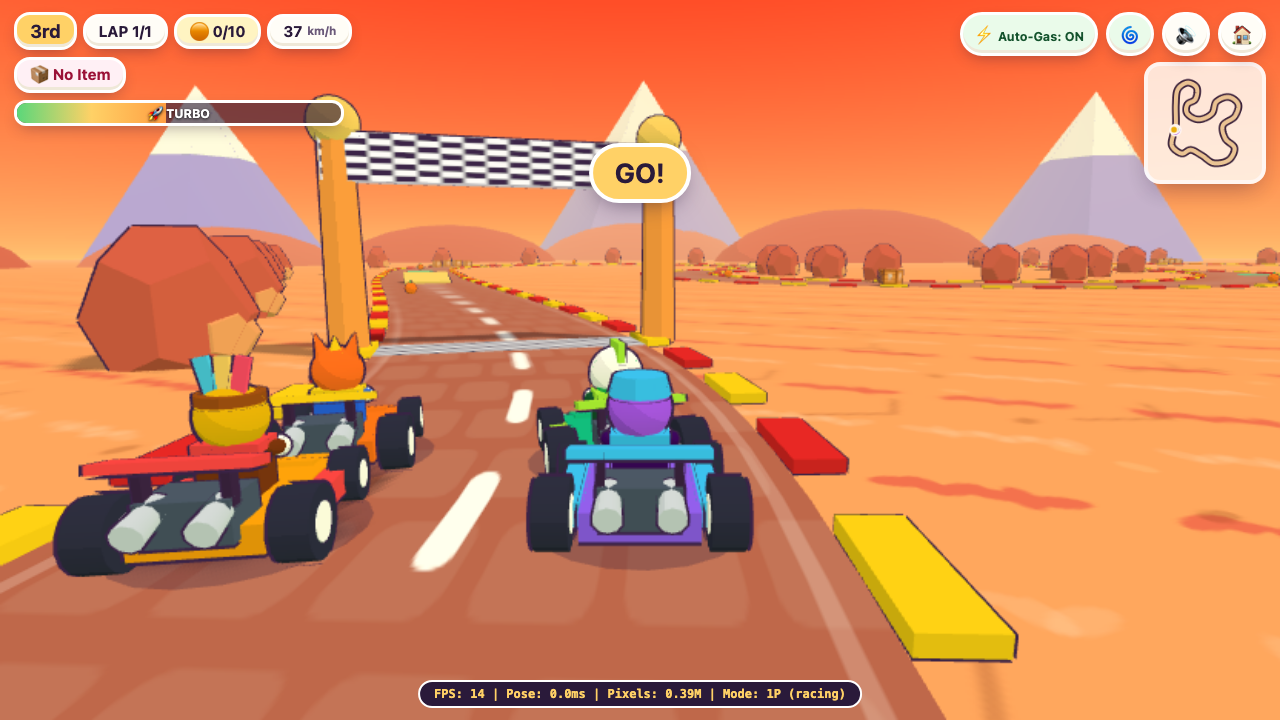 3rd
LAP 1/1
0/10
37 km/h
Auto-Gas: ON
No Item
TURBO
GO!
FPS: 14 | Pose: 0.0ms | Pixels: 0.39M | Mode: 1P (racing)